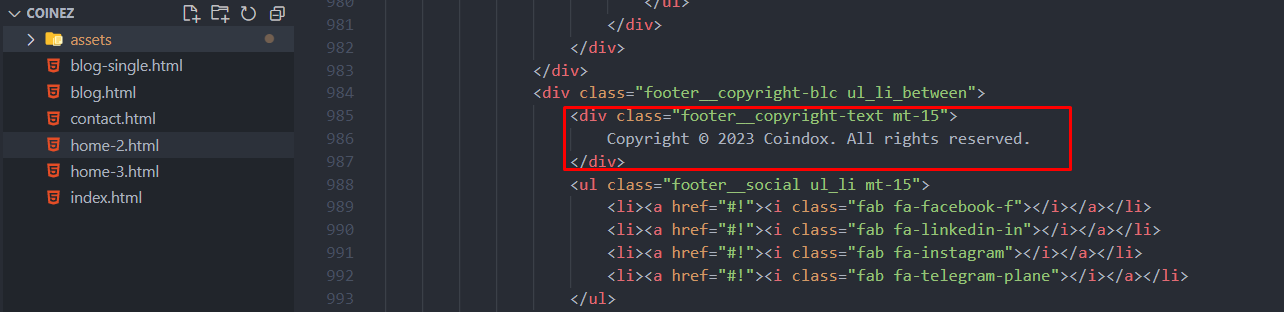 COINEZ
assets
blog-single.html
blog.html
contact.html
home-2.html
home-3.html
index.html
980 </ul>
981 </div>
982 </div>
983 </div>
984 <div class="footer__copyright-blc ul_li_between">
985 <div class="footer__copyright-text mt-15">
986 Copyright © 2023 Coindox. All rights reserved.
987 </div>
988 <ul class="footer__social ul_li mt-15">
989 <li><a href="#!"><i class="fab fa-facebook-f"></i></a></li>
990 <li><a href="#!"><i class="fab fa-linkedin-in"></i></a></li>
991 <li><a href="#!"><i class="fab fa-instagram"></i></a></li>
992 <li><a href="#!"><i class="fab fa-telegram-plane"></i></a></li>
993 </ul>